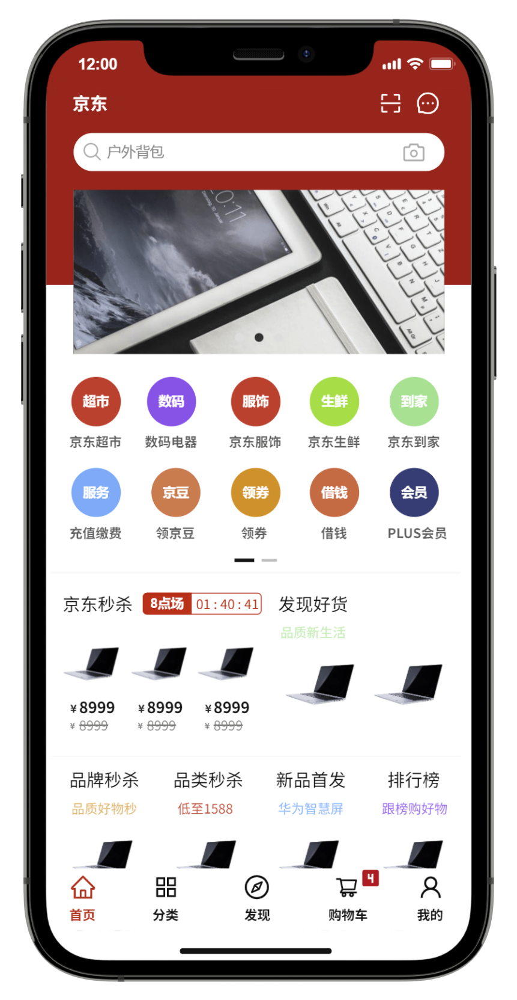 12:00
京东
户外背包
0:11
Dienstag, 10. Januar
超市 数码 服饰 生鲜 到家
京东超市 数码电器 京东服饰 京东生鲜 京东到家
服务 京豆 领券 借钱 会员
充值缴费 领京豆 领券 借钱 PLUS会员
京东秒杀 8点场 01:40:41 发现好货
品质新生活
¥8999 ¥8999 ¥8999
¥ 8999 ¥ 8999 ¥ 8999
品牌秒杀 品类秒杀 新品首发 排行榜
品质好物秒 低至1588 华为智慧屏 跟榜购好物
4
首页 分类 发现 购物车 我的